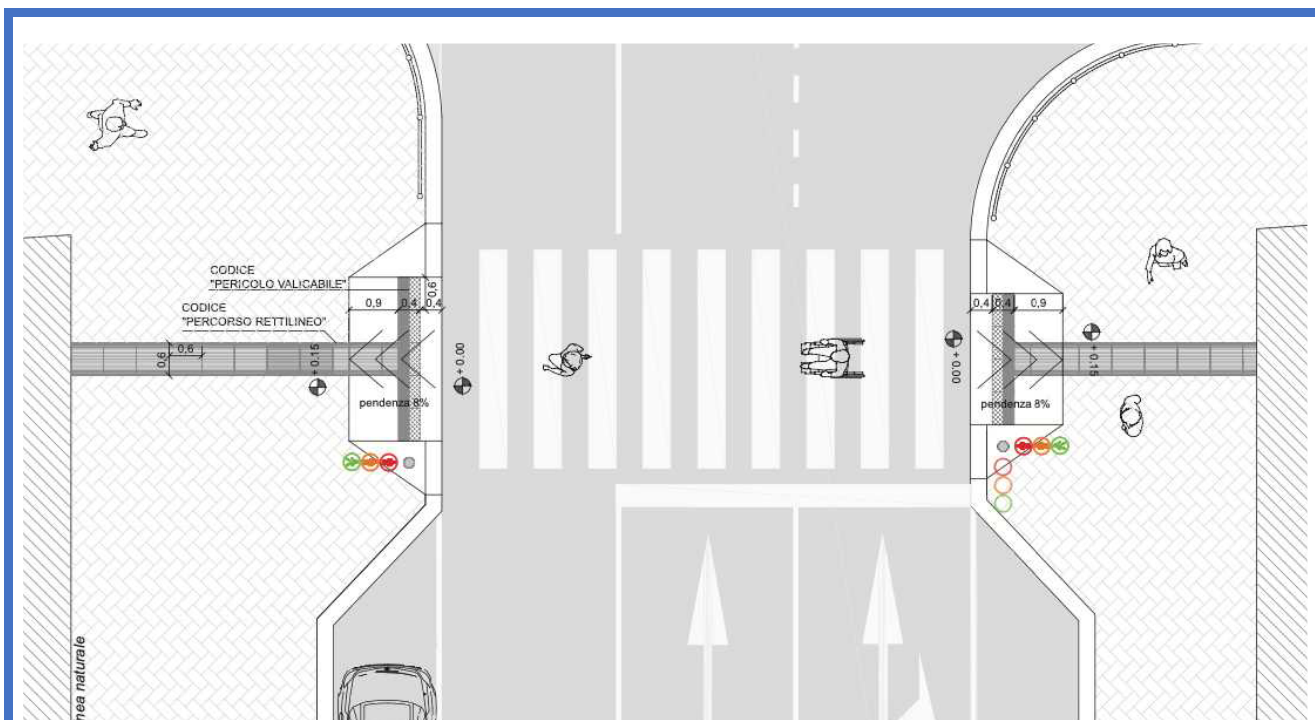 CODICE
"PERICOLO VALICABILE"
CODICE
"PERCORSO RETTILINEO"
0,9 0,4 0,4
0,6
0,6
0,6
+ 0.15
+ 0.00
pendenza 8%
0,4 0,4 0,9
+ 0.00
+0.15
pendenza 8%
nea naturale